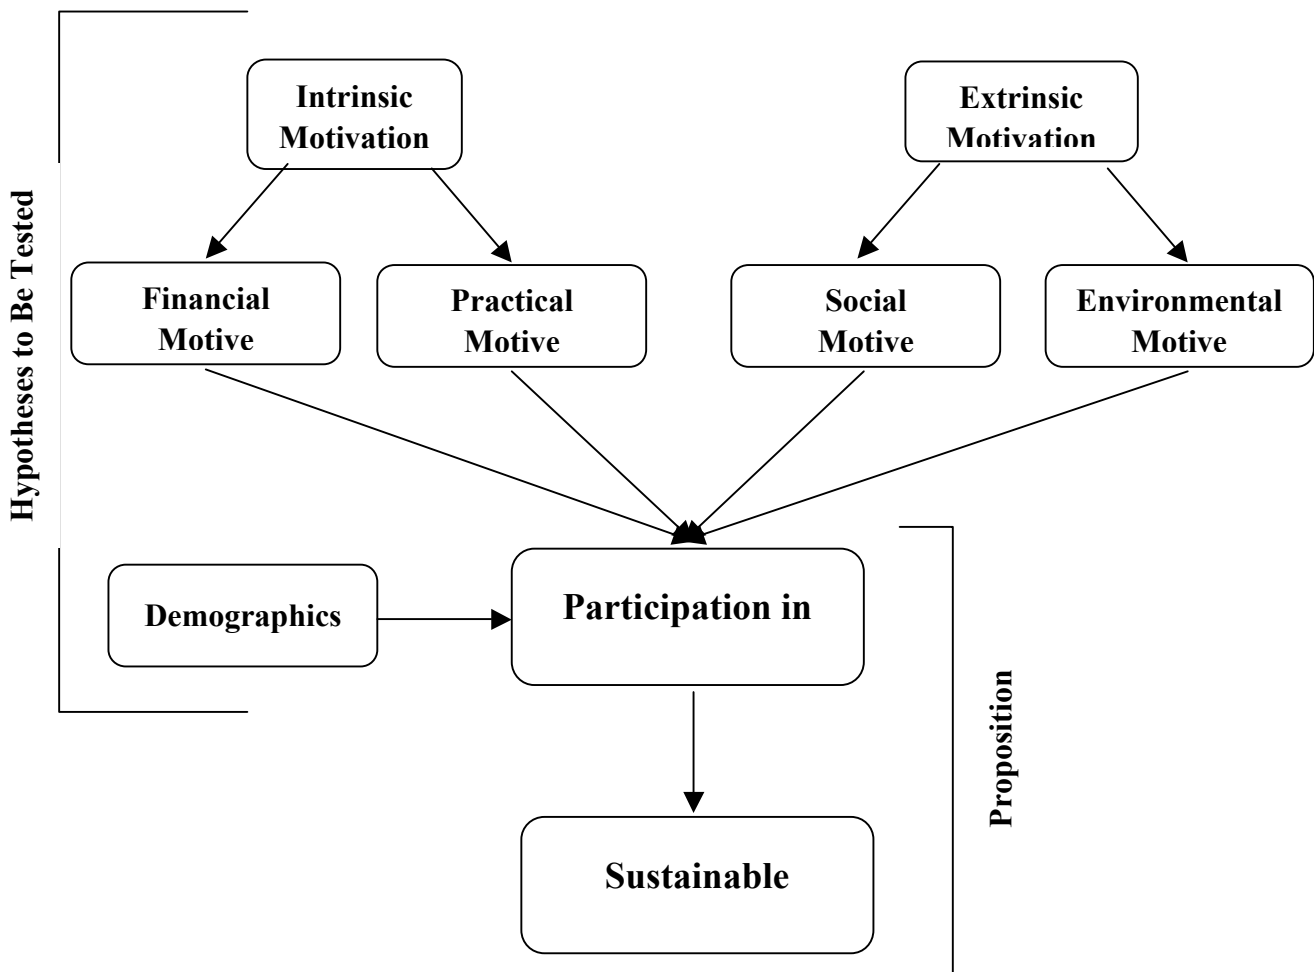 Intrinsic
Motivation
Extrinsic
Motivation
Hypotheses to Be Tested
Financial
Motive
Practical
Motive
Social
Motive
Environmental
Motive
Demographics
Participation in
Proposition
Sustainable